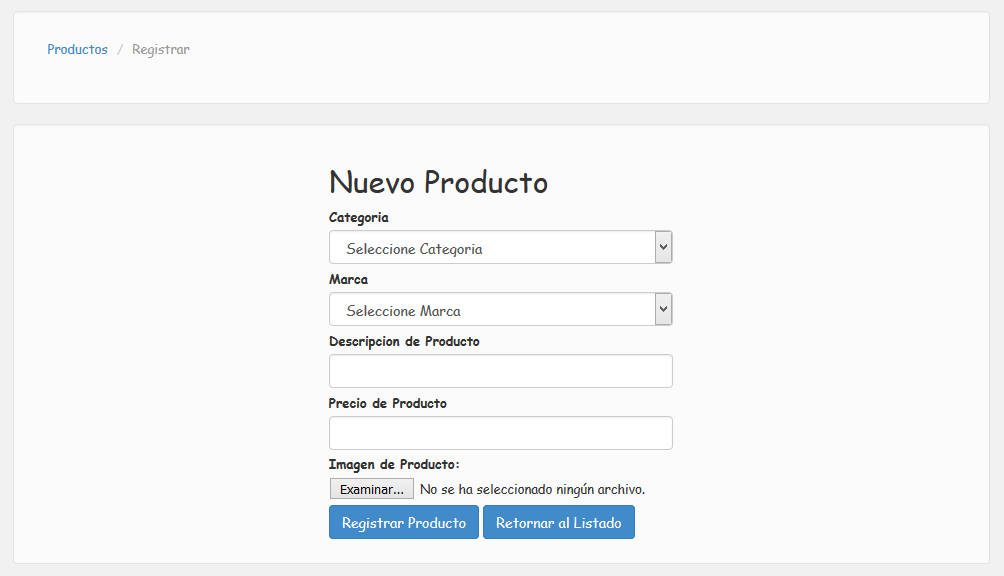 Productos / Registrar
Nuevo Producto
Categoria
Seleccione Categoria
Marca
Seleccione Marca
Descripcion de Producto
Precio de Producto
Imagen de Producto:
Examinar... No se ha seleccionado ningún archivo.
Registrar Producto Retornar al Listado